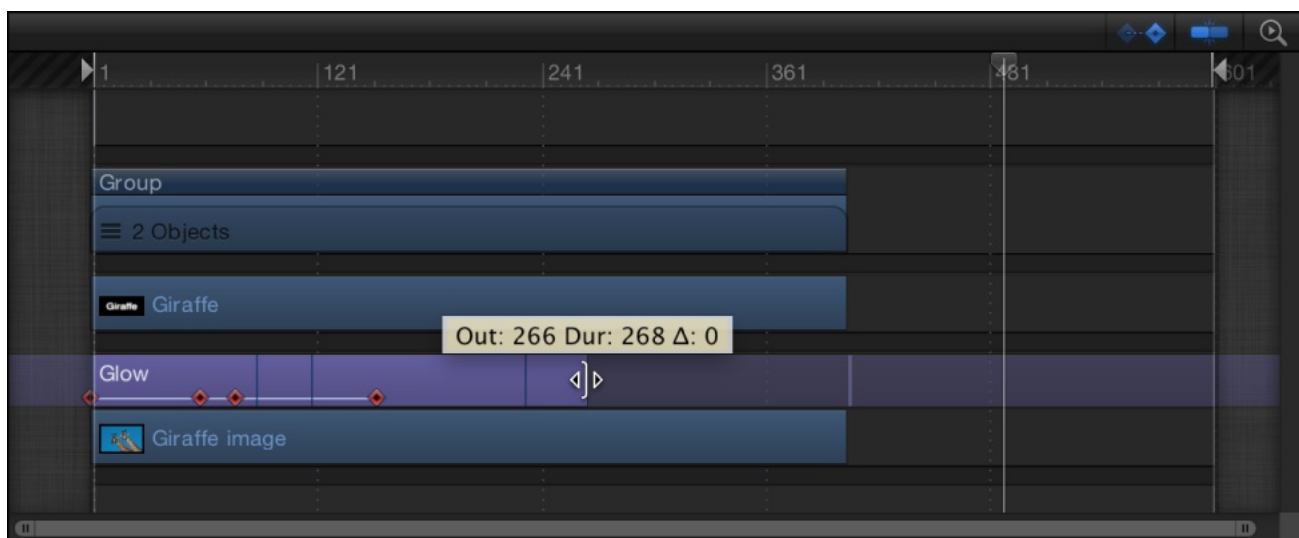 1 121 241 361 481 601
Group
2 Objects
Giraffe Giraffe
Out: 266 Dur: 268 Δ: 0
Glow
Giraffe image